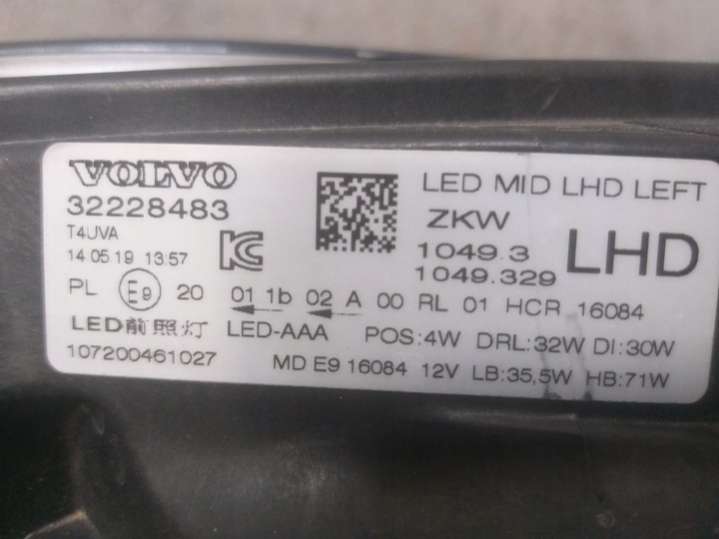 VOLVO
32228483
T4UVA
14 05 19 13:57
LED MID LHD LEFT
ZKW
1049.3
1049.329
LHD
PL E9 20 01 1b 02 A 00 RL 01 HCR 16084
LED前照灯 LED-AAA POS:4W DRL:32W DI:30W
107200461027 MD E9 16084 12V LB:35,5W HB:71W